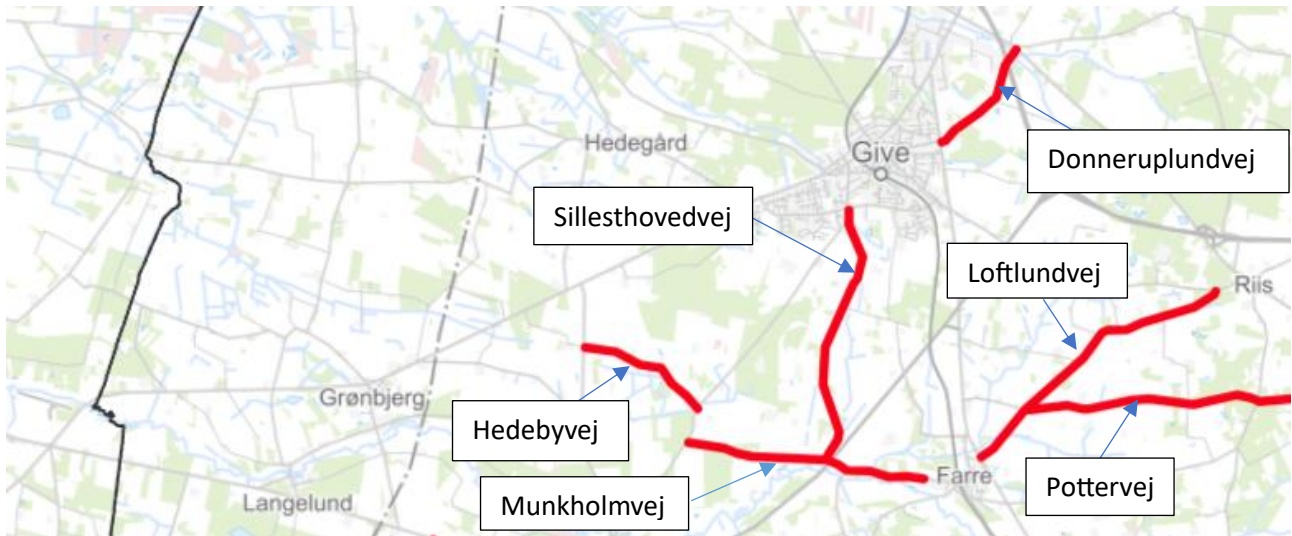 Hedegård
Give
Donneruplundvej
Sillesthovedvej
Loftlundvej
Riis
Grønbjerg
Hedebyvej
Munkholmvej
Farre
Pottervej
Langelund